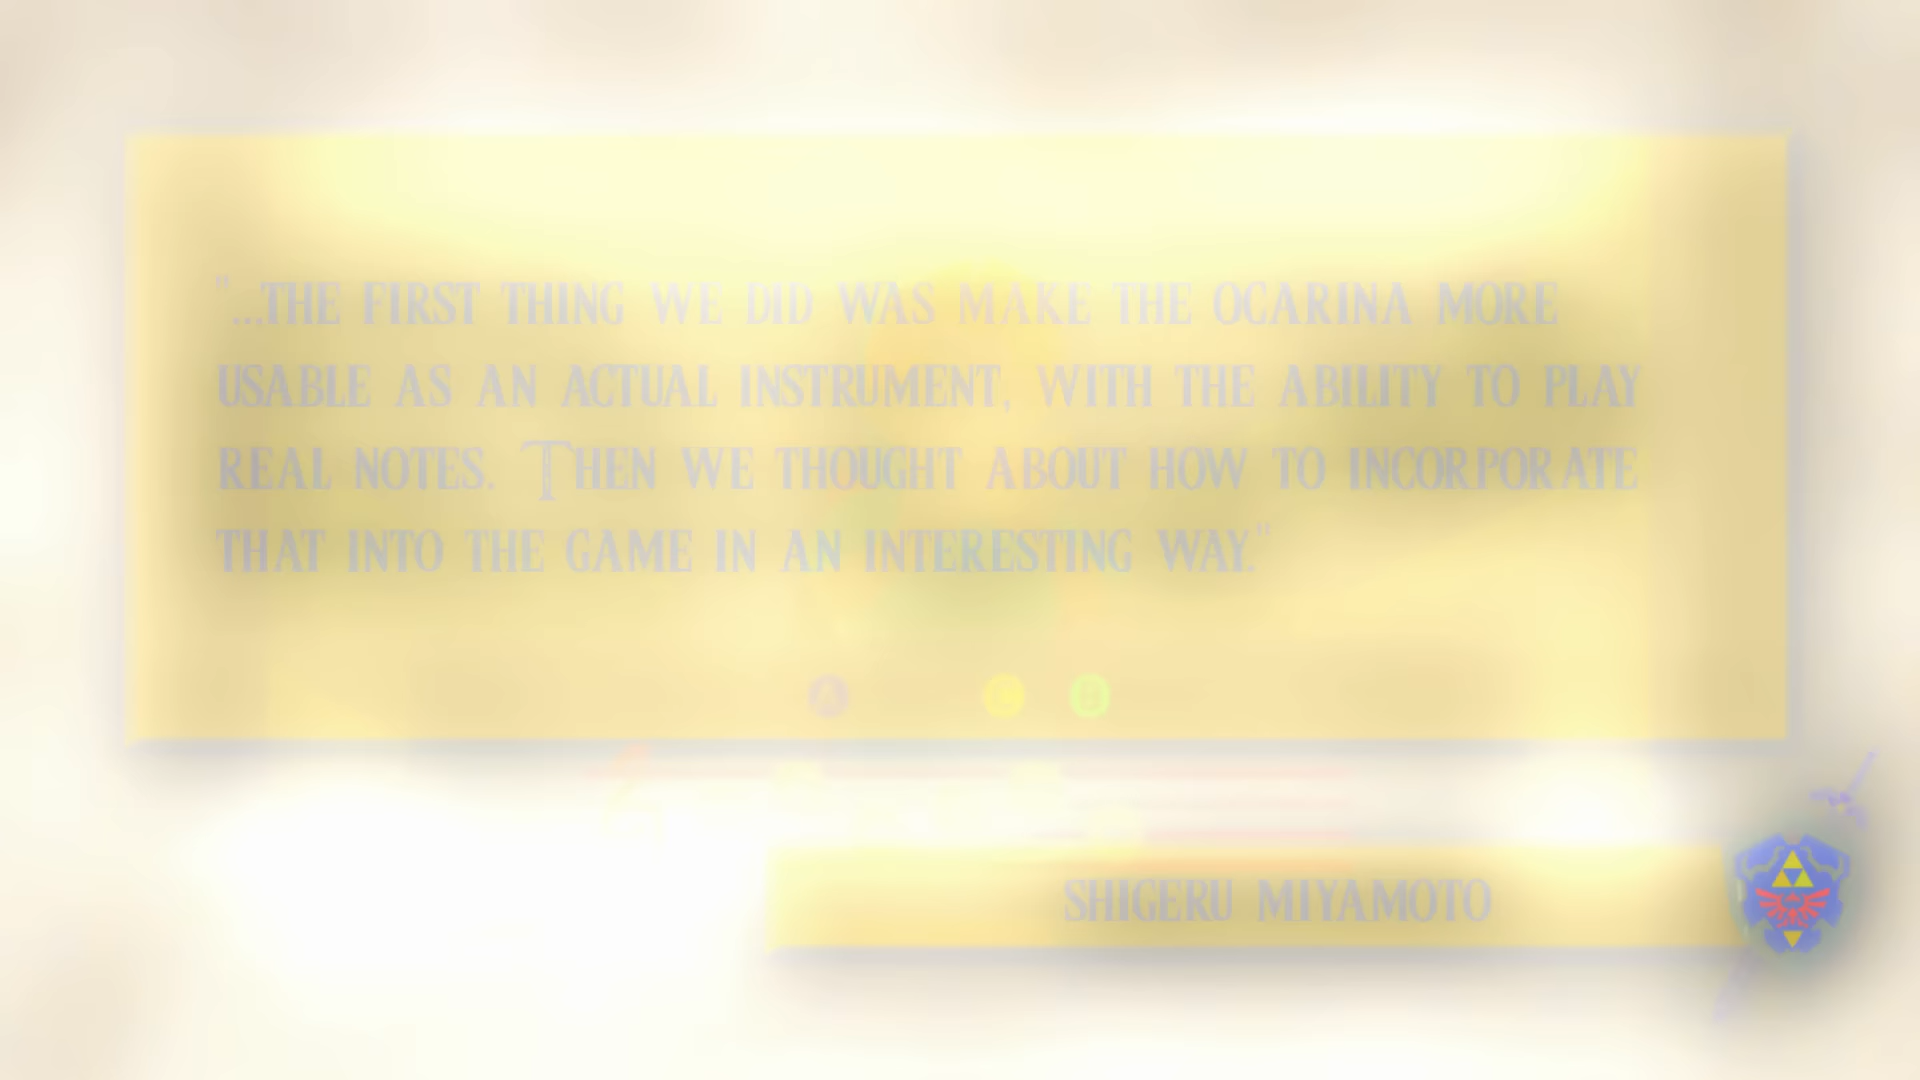 "...THE FIRST THING WE DID WAS MAKE THE OCARINA MORE
USABLE AS AN ACTUAL INSTRUMENT, WITH THE ABILITY TO PLAY
REAL NOTES. THEN WE THOUGHT ABOUT HOW TO INCORPORATE
THAT INTO THE GAME IN AN INTERESTING WAY."
A C B
SHIGERU MIYAMOTO